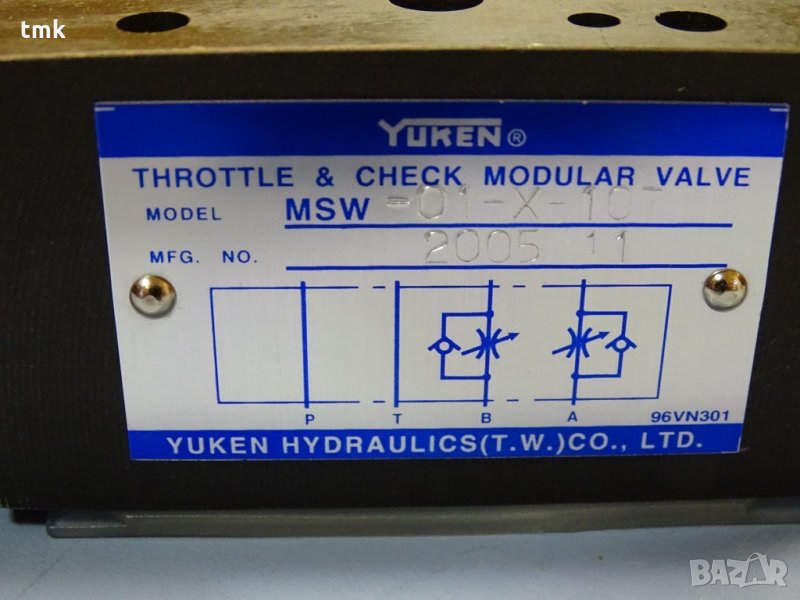 tmk
YUKEN®
THROTTLE & CHECK MODULAR VALVE
MODEL MSW -01-X-10T
MFG. NO. 2005 11
P T B A 96VN301
YUKEN HYDRAULICS(T.W.)CO., LTD.
BAZAR